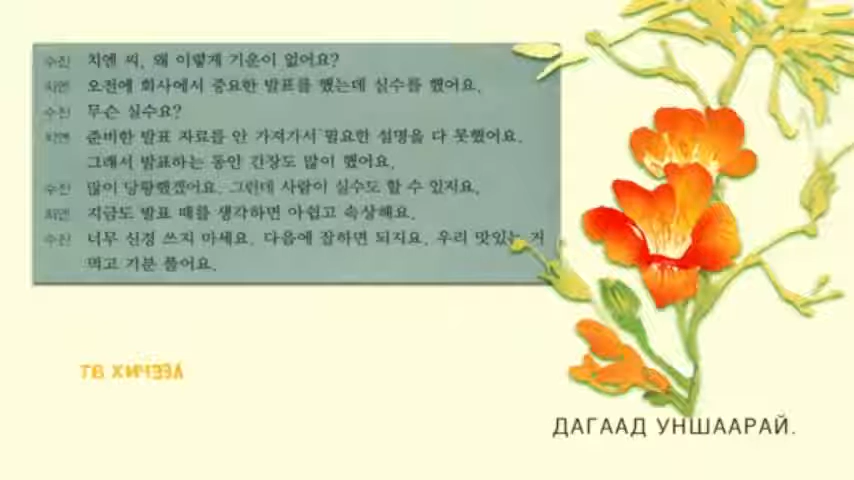 수진 치엔 씨, 왜 이렇게 기운이 없어요?
치엔 오전에 회사에서 중요한 발표를 했는데 실수를 했어요.
수진 무슨 실수요?
치엔 준비한 발표 자료를 안 가져가서 필요한 설명을 다 못했어요.
그래서 발표하는 동안 긴장도 많이 했어요.
수진 많이 당황했겠어요. 그런데 사람이 실수도 할 수 있지요.
치엔 지금도 발표 때를 생각하면 아쉽고 속상해요.
수진 너무 신경 쓰지 마세요. 다음에 잘하면 되지요. 우리 맛있는 거
먹고 기분 풀어요.
ТВ ХИЧЭЭЛ
ДАГААД УНШААРАЙ.